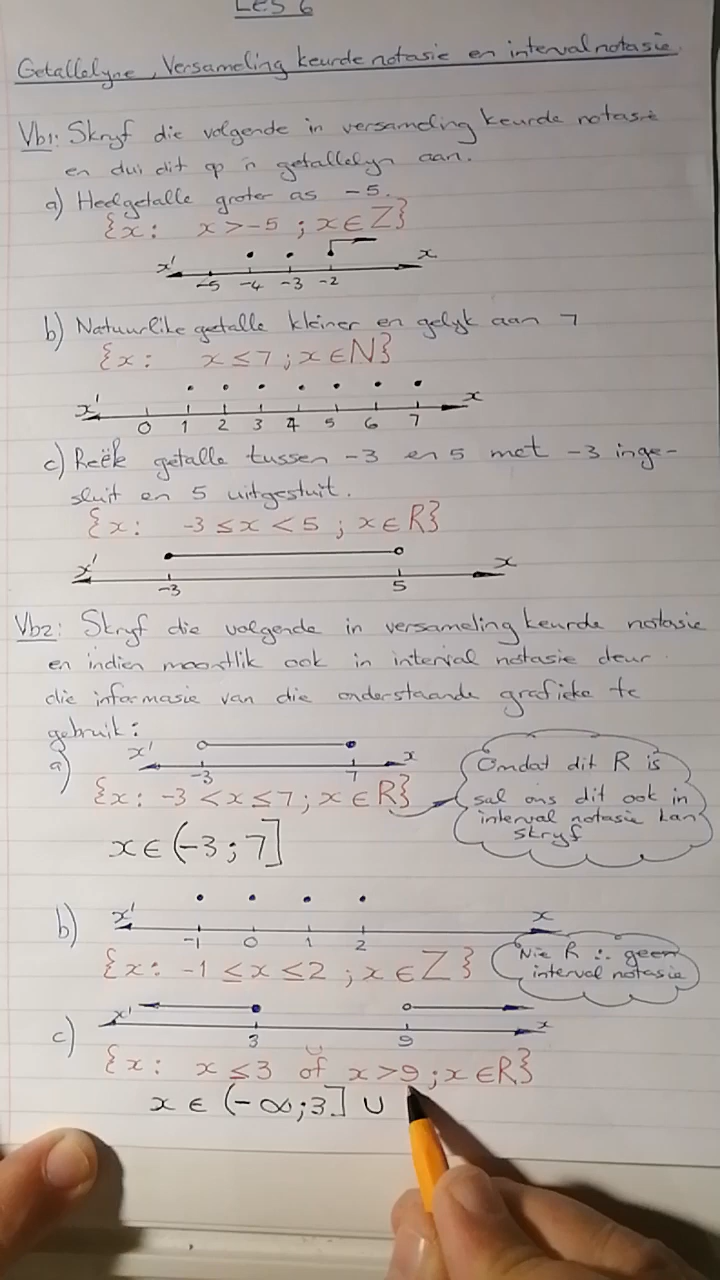 Les 6
Getallelyne, Versameling keurde notasie en interval notasie.
Vb1: Skryf die volgende in versameling keurde notasie
en dui dit op 'n getallelyn aan.
a) Heelgetalle groter as -5.
{x: x>-5 ; x∈Z}
x' x
-5 -4 -3 -2
b) Natuurlike getalle kleiner en gelyk aan 7
{x: x≤7 ; x∈N}
x' x
0 1 2 3 4 5 6 7
c) Reële getalle tussen -3 en 5 met -3 inge-
sluit en 5 uitgesluit.
{x: -3≤x<5 ; x∈R}
x' x
-3 5
Vb2: Skryf die volgende in versameling keurde notasie
en indien moontlik ook in interval notasie deur
die informasie van die onderstaande grafieke te
gebruik:
a) x' x
-3 7
{x: -3<x≤7 ; x∈R}
Omdat dit R is
sal ons dit ook in
interval notasie kan
skryf
x∈(-3;7]
b) x' x
-1 0 1 2
{x: -1≤x≤2 ; x∈Z}
Nie R ∴ geen
interval notasie
c) x' x
3 9
∪
{x: x≤3 of x>9 ; x∈R}
x∈(-∞;3] ∪